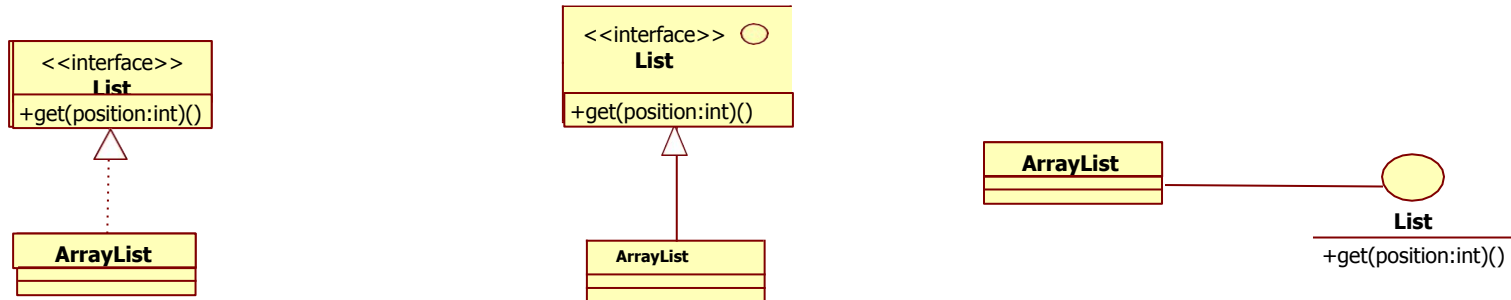 <<interface>>
List
+get(position:int)()
ArrayList
<<interface>>
List
+get(position:int)()
ArrayList
ArrayList
List
+get(position:int)()